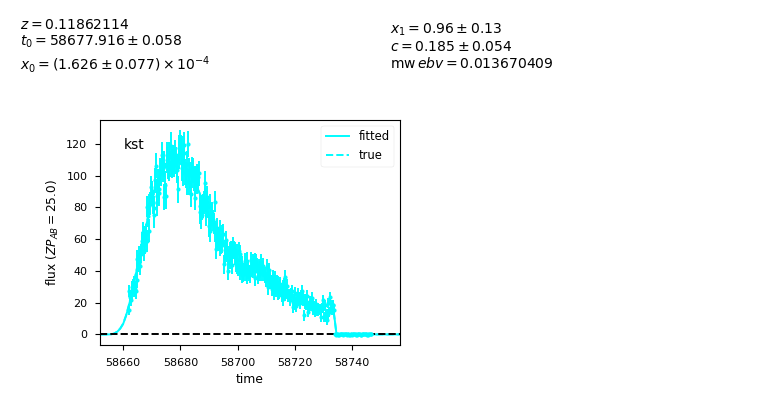 z = 0.11862114
t₀ = 58677.916 ± 0.058
x₀ = (1.626 ± 0.077) × 10⁻⁴
x₁ = 0.96 ± 0.13
c = 0.185 ± 0.054
mw ebv = 0.013670409
kst
fitted
true
flux (ZP_AB = 25.0)
120
100
80
60
40
20
0
58660 58680 58700 58720 58740
time